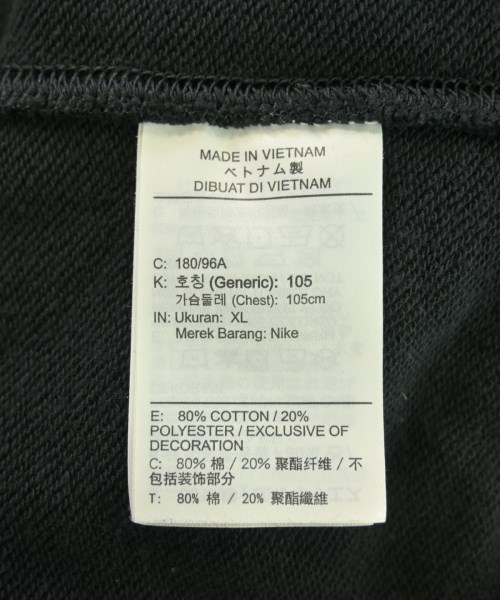 MADE IN VIETNAM
ベトナム製
DIBUAT DI VIETNAM
C: 180/96A
K: 호칭 (Generic): 105
가슴둘레 (Chest): 105cm
IN: Ukuran: XL
Merek Barang: Nike
E: 80% COTTON / 20%
POLYESTER / EXCLUSIVE OF
DECORATION
C: 80% 棉 / 20% 聚酯纤维 / 不
包括装饰部分
T: 80% 棉 / 20% 聚酯纖維